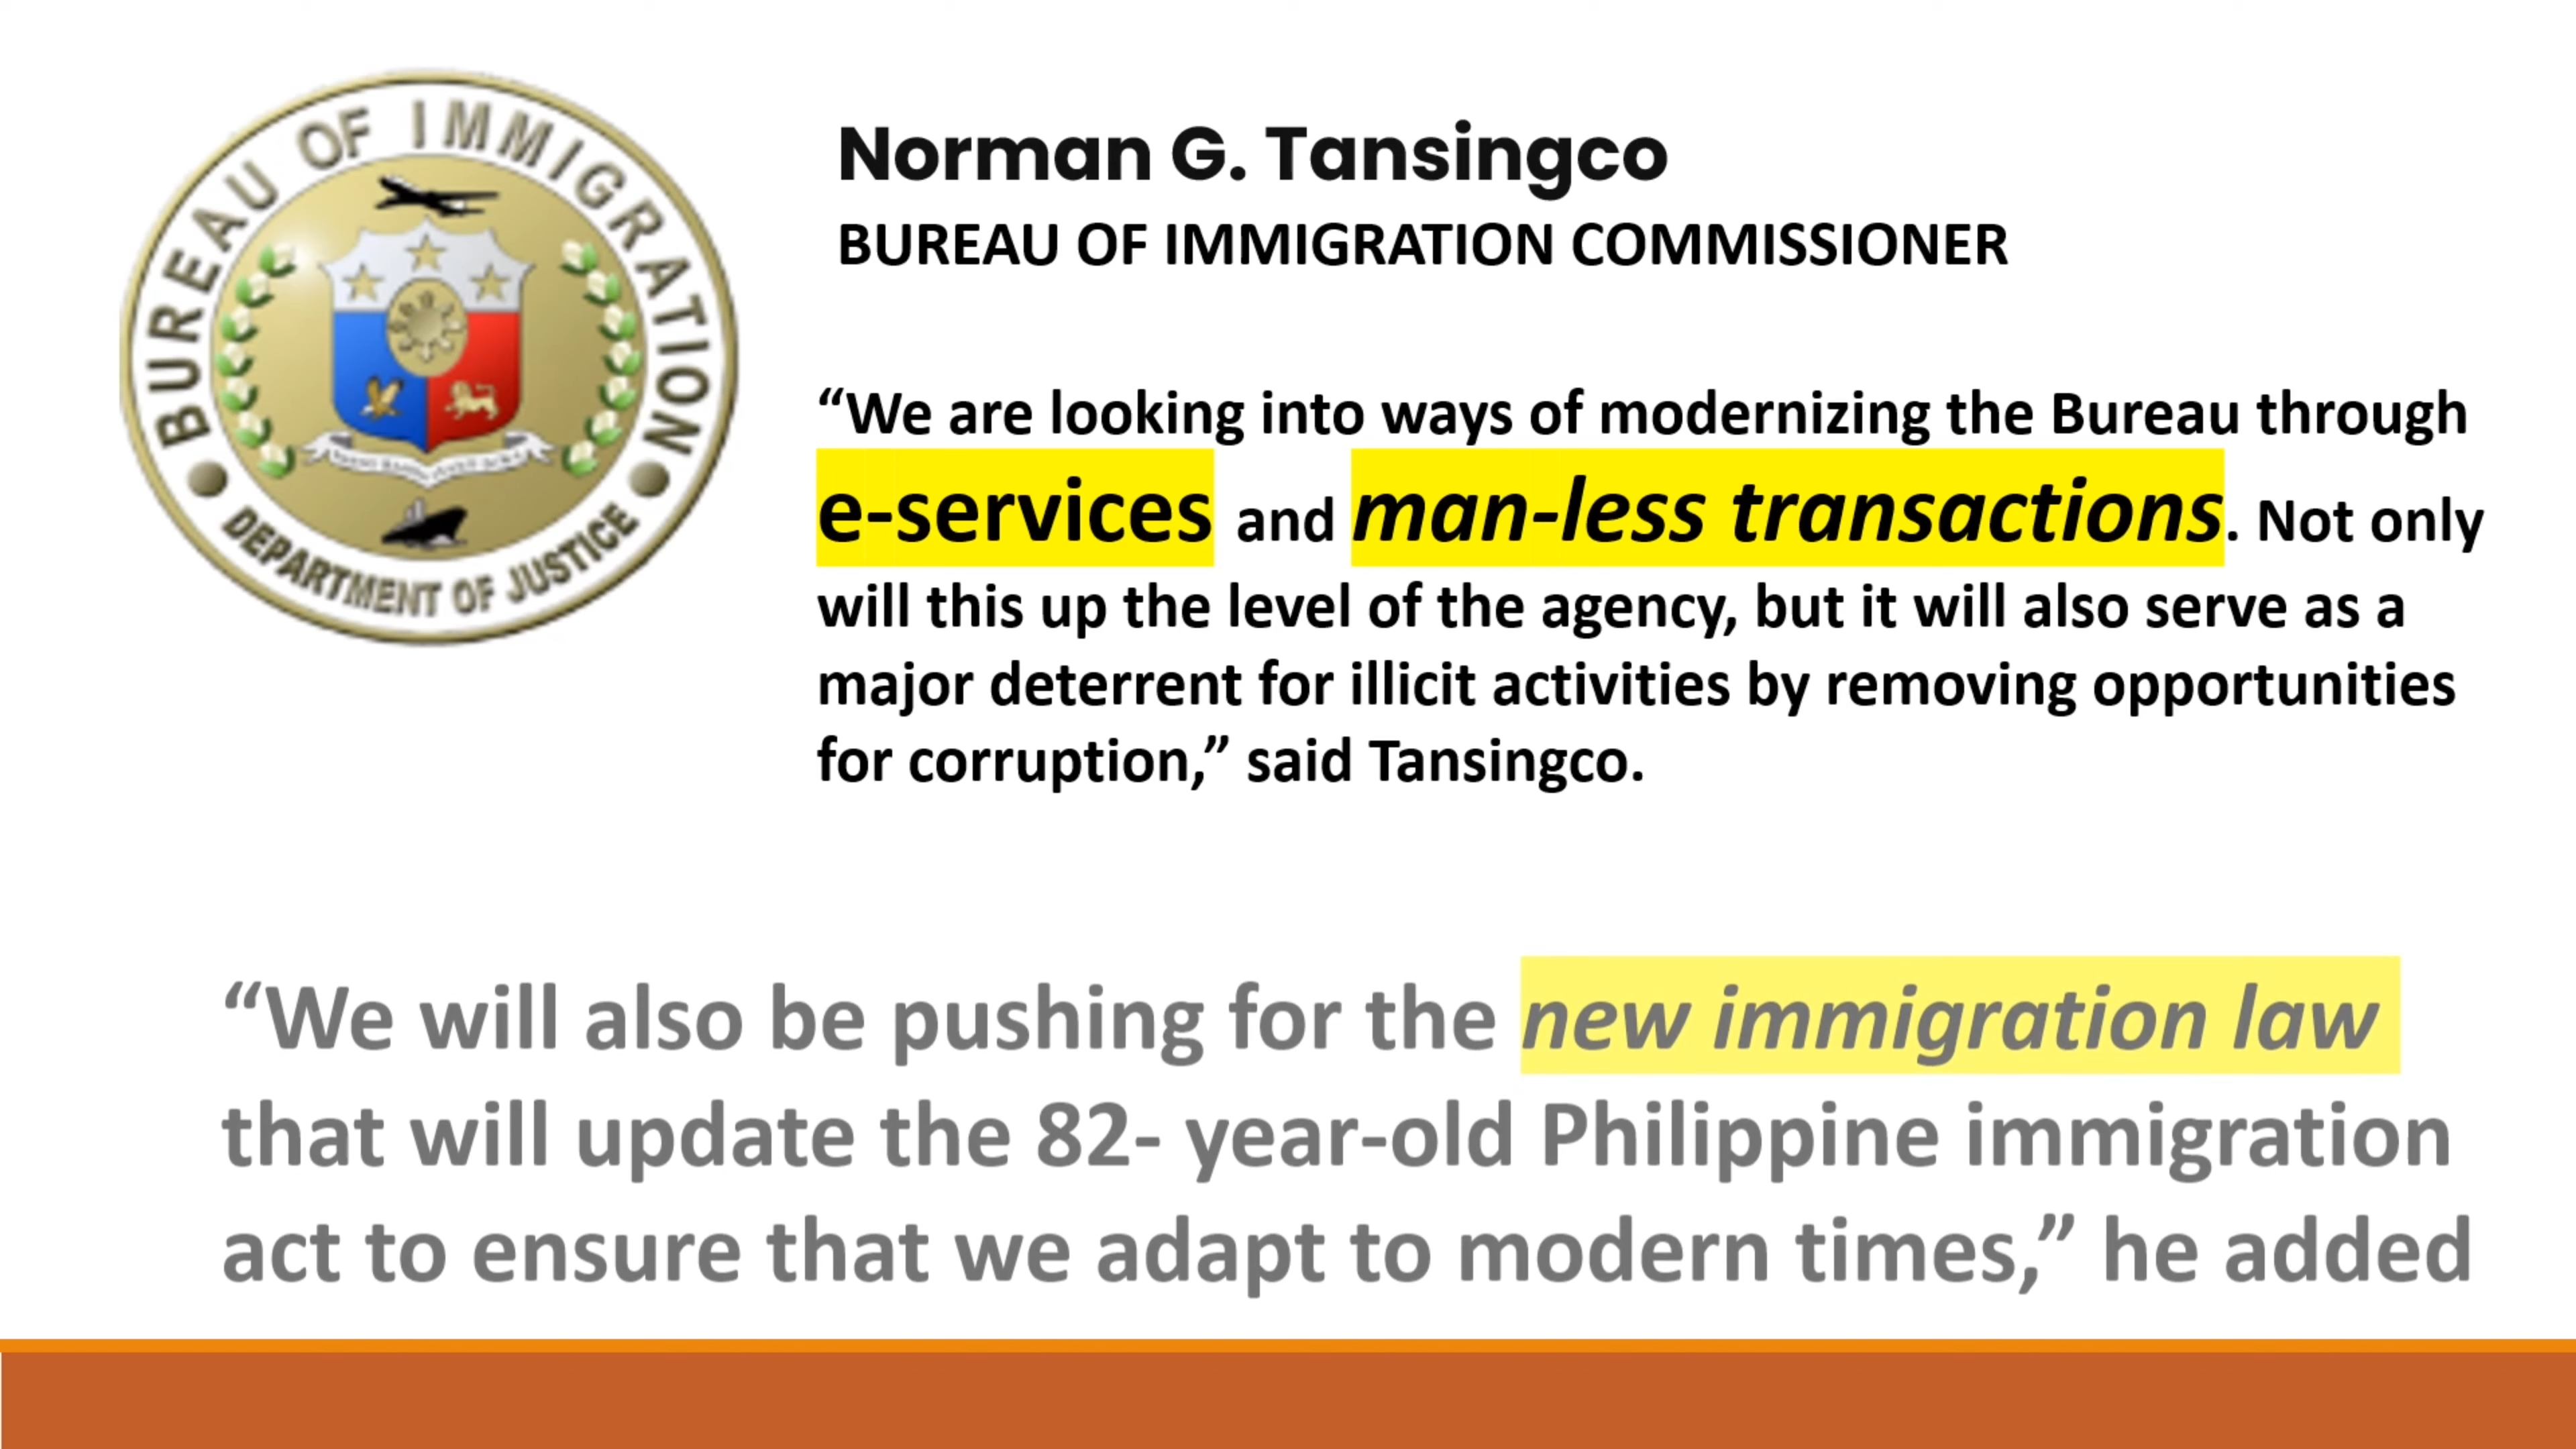 BUREAU OF IMMIGRATION
DEPARTMENT OF JUSTICE
Norman G. Tansingco
BUREAU OF IMMIGRATION COMMISSIONER
“We are looking into ways of modernizing the Bureau through
e-services and man-less transactions. Not only
will this up the level of the agency, but it will also serve as a
major deterrent for illicit activities by removing opportunities
for corruption,” said Tansingco.
“We will also be pushing for the new immigration law
that will update the 82- year-old Philippine immigration
act to ensure that we adapt to modern times,” he added